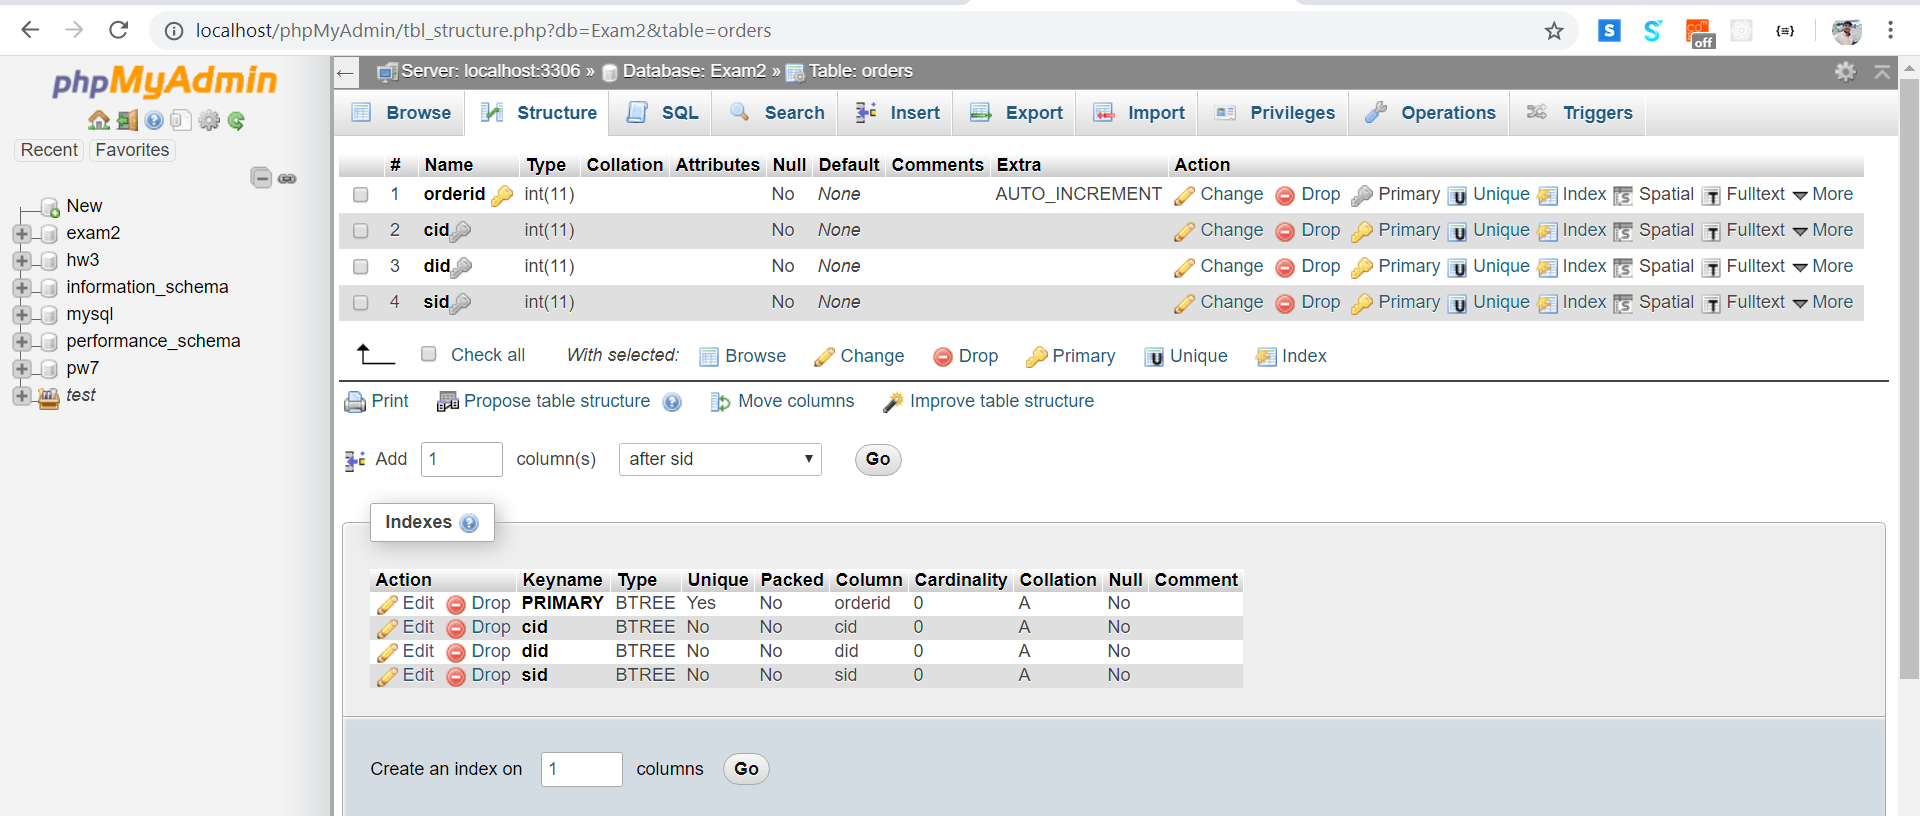 localhost/phpMyAdmin/tbl_structure.php?db=Exam2&table=orders
S
S
cd
off
{≡}
phpMyAdmin
Recent Favorites
New
exam2
hw3
information_schema
mysql
performance_schema
pw7
test
← Server: localhost:3306 » Database: Exam2 » Table: orders
Browse Structure SQL Search Insert Export Import Privileges Operations Triggers
# Name Type Collation Attributes Null Default Comments Extra Action
1 orderid int(11) No None AUTO_INCREMENT Change Drop Primary Unique Index Spatial Fulltext More
2 cid int(11) No None Change Drop Primary Unique Index Spatial Fulltext More
3 did int(11) No None Change Drop Primary Unique Index Spatial Fulltext More
4 sid int(11) No None Change Drop Primary Unique Index Spatial Fulltext More
Check all With selected: Browse Change Drop Primary Unique Index
Print Propose table structure Move columns Improve table structure
Add 1 column(s) after sid Go
Indexes
Action Keyname Type Unique Packed Column Cardinality Collation Null Comment
Edit Drop PRIMARY BTREE Yes No orderid 0 A No
Edit Drop cid BTREE No No cid 0 A No
Edit Drop did BTREE No No did 0 A No
Edit Drop sid BTREE No No sid 0 A No
Create an index on 1 columns Go